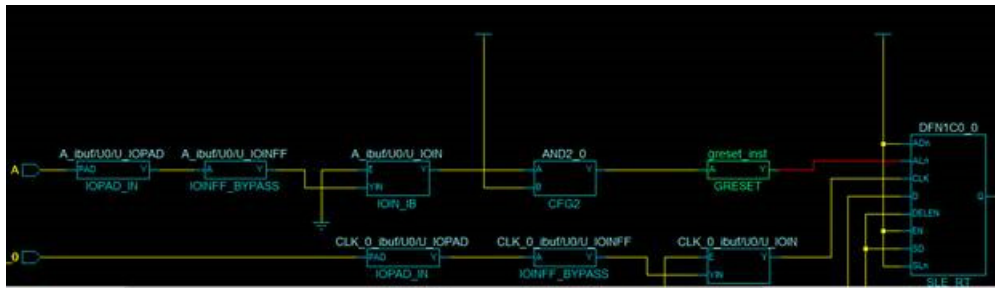 DFN1C0_0
A_ibuf/U0/U_IOPAD A_ibuf/U0/U_IOINFF A_ibuf/U0/U_IOIN AND2_0 greset_inst
ADn
A PAD Y A Y E Y A Y A Y ALn
YIN B CLK
IOPAD_IN IOINFF_BYPASS IOIN_IB CFG2 GRESET D Q
DELEN
EN
CLK_0_ibuf/U0/U_IOPAD CLK_0_ibuf/U0/U_IOINFF CLK_0_ibuf/U0/U_IOIN SD
_0 PAD Y A Y E Y SLn
IOPAD_IN IOINFF_BYPASS YIN SLE_RT